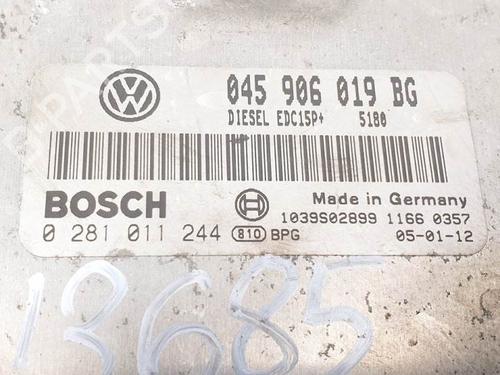 045 906 019 BG
DIESEL EDC15P+ 5180
BOSCH
Made in Germany
1039S02899 1166 0357
0 281 011 244 810 BPG 05-01-12
13685